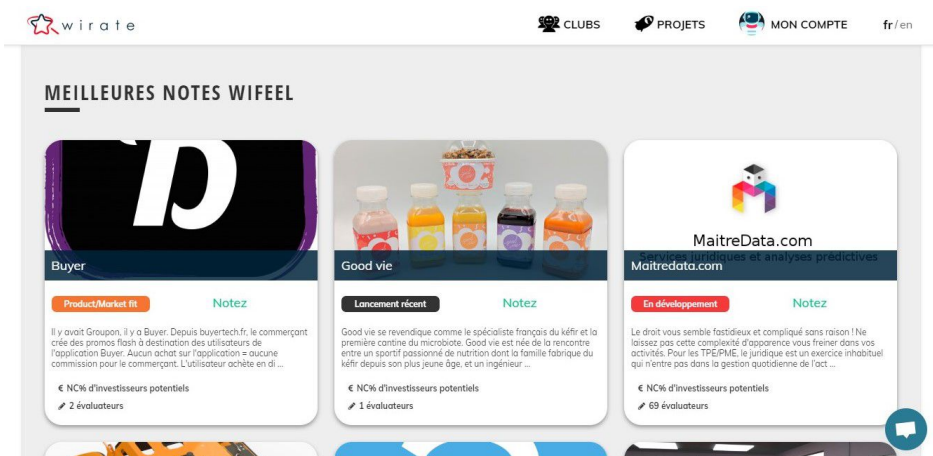 wirate
CLUBS
PROJETS
MON COMPTE
fr/en
MEILLEURES NOTES WIFEEL
Buyer
Product/Market fit
Notez
Il y avait Groupon, il y a Buyer. Depuis buyertech.fr, le commerçant
crée des promos flash à destination des utilisateurs de
l'application Buyer. Aucun achat sur l'application = aucune
commission pour le commerçant. L'utilisateur achète en di ...
€ NC% d'investisseurs potentiels
2 évaluateurs
Good vie
Lancement récent
Notez
Good vie se revendique comme le spécialiste français du kéfir et la
première cantine du microbiote. Good vie est née de la rencontre
entre un sportif passionné de nutrition dont la famille fabrique du
kéfir depuis son plus jeune âge, et un ingénieur ...
€ NC% d'investisseurs potentiels
1 évaluateurs
MaitreData.com
Services juridiques et analyses prédictives
Maitredata.com
En développement
Notez
Le droit vous semble fastidieux et compliqué sans raison ! Ne
laissez pas cette complexité d'apparence vous freiner dans vos
activités. Pour les TPE/PME, le juridique est un exercice inhabituel
qui n'entre pas dans la gestion quotidienne de l'act ...
€ NC% d'investisseurs potentiels
69 évaluateurs